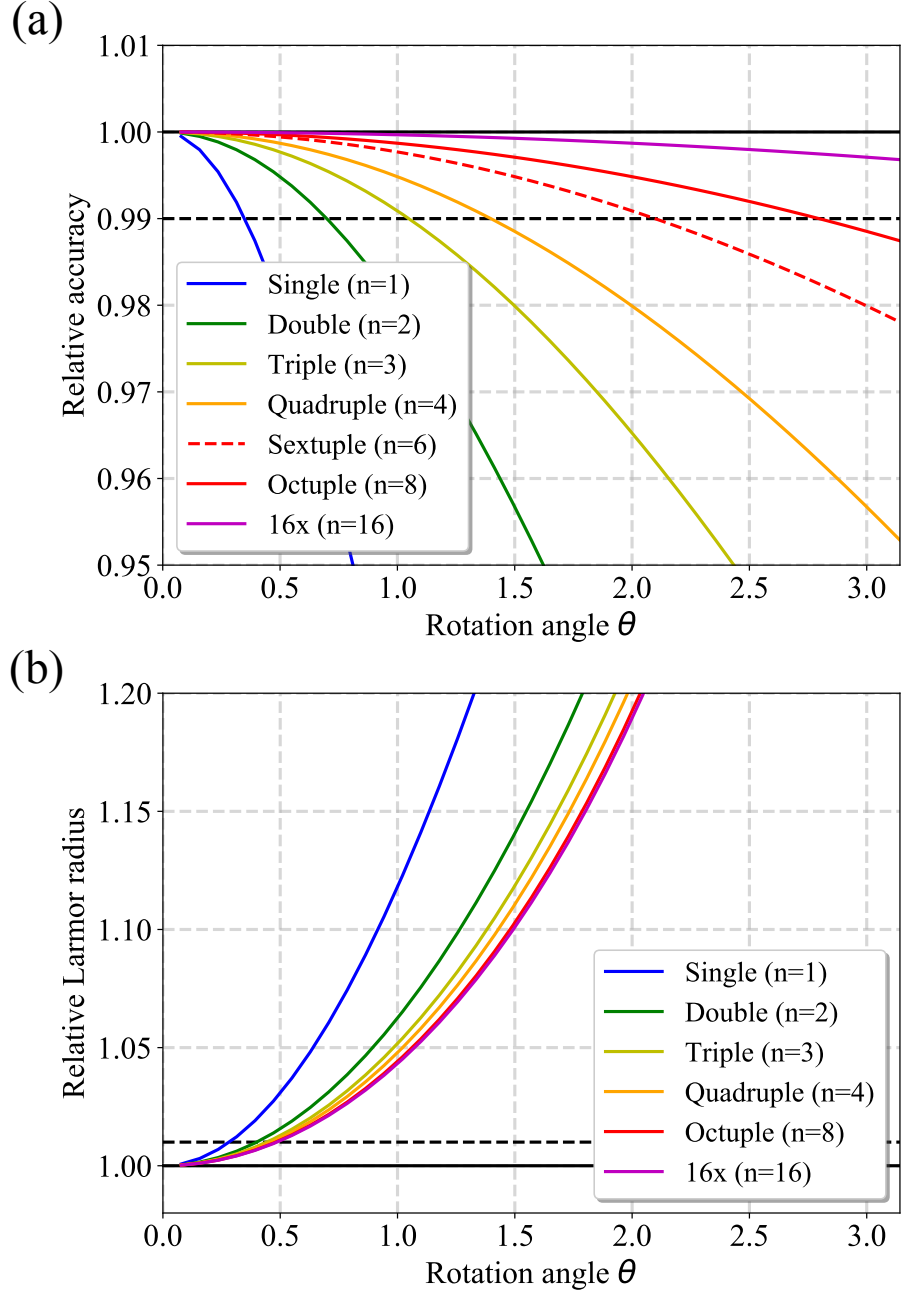 (a)
1.01
1.00
0.99
0.98
0.97
0.96
0.95
Relative accuracy
Single (n=1)
Double (n=2)
Triple (n=3)
Quadruple (n=4)
Sextuple (n=6)
Octuple (n=8)
16x (n=16)
0.0 0.5 1.0 1.5 2.0 2.5 3.0
Rotation angle θ
(b)
1.20
1.15
1.10
1.05
1.00
Relative Larmor radius
Single (n=1)
Double (n=2)
Triple (n=3)
Quadruple (n=4)
Octuple (n=8)
16x (n=16)
0.0 0.5 1.0 1.5 2.0 2.5 3.0
Rotation angle θ